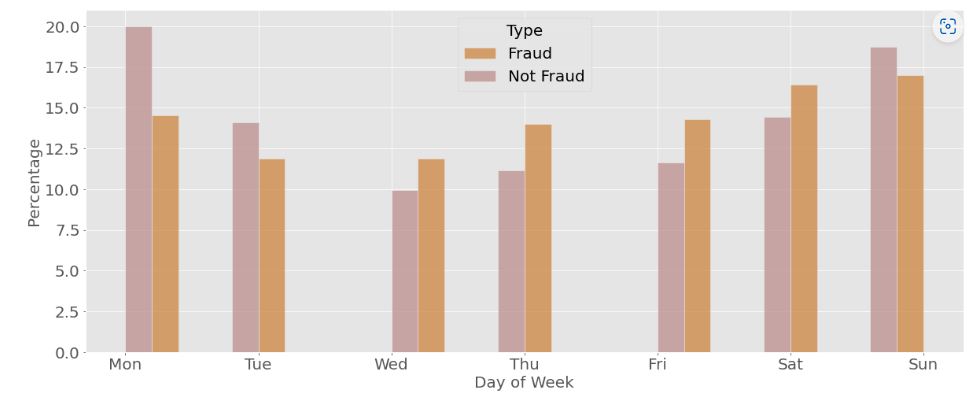 Type
Fraud
Not Fraud
20.0
17.5
15.0
12.5
10.0
7.5
5.0
2.5
0.0
Percentage
Mon Tue Wed Thu Fri Sat Sun
Day of Week